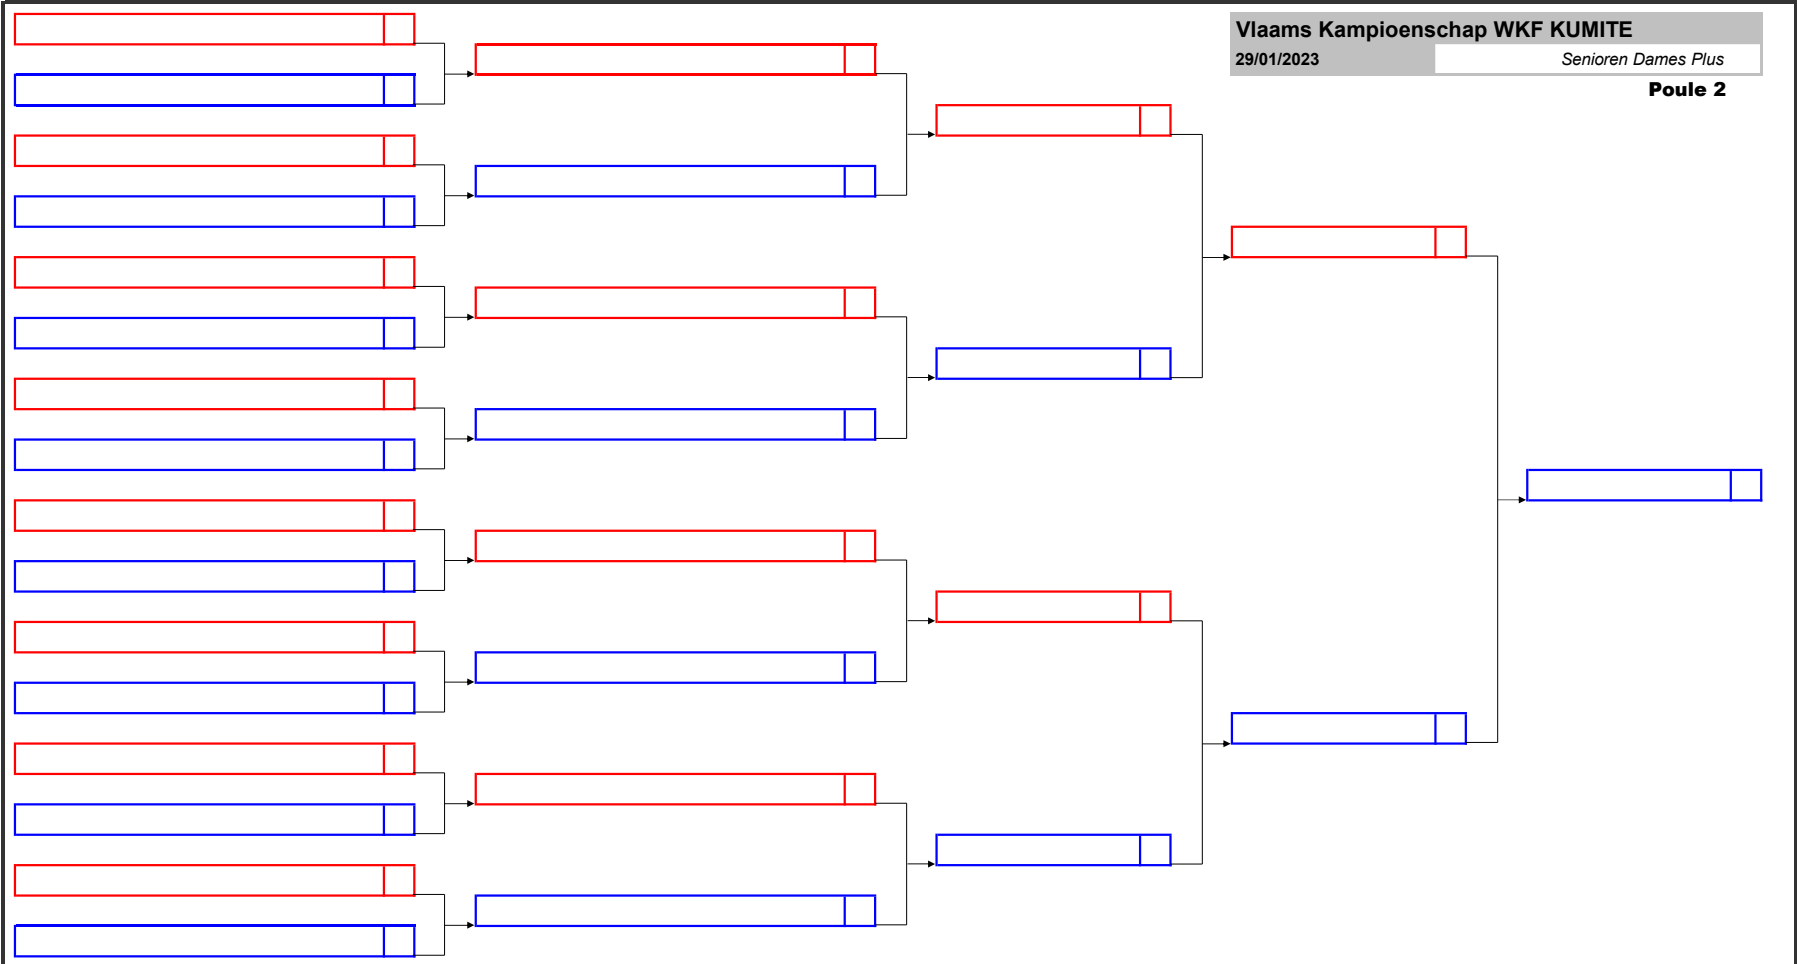 Vlaams Kampioenschap WKF KUMITE
29/01/2023 Senioren Dames Plus
Poule 2